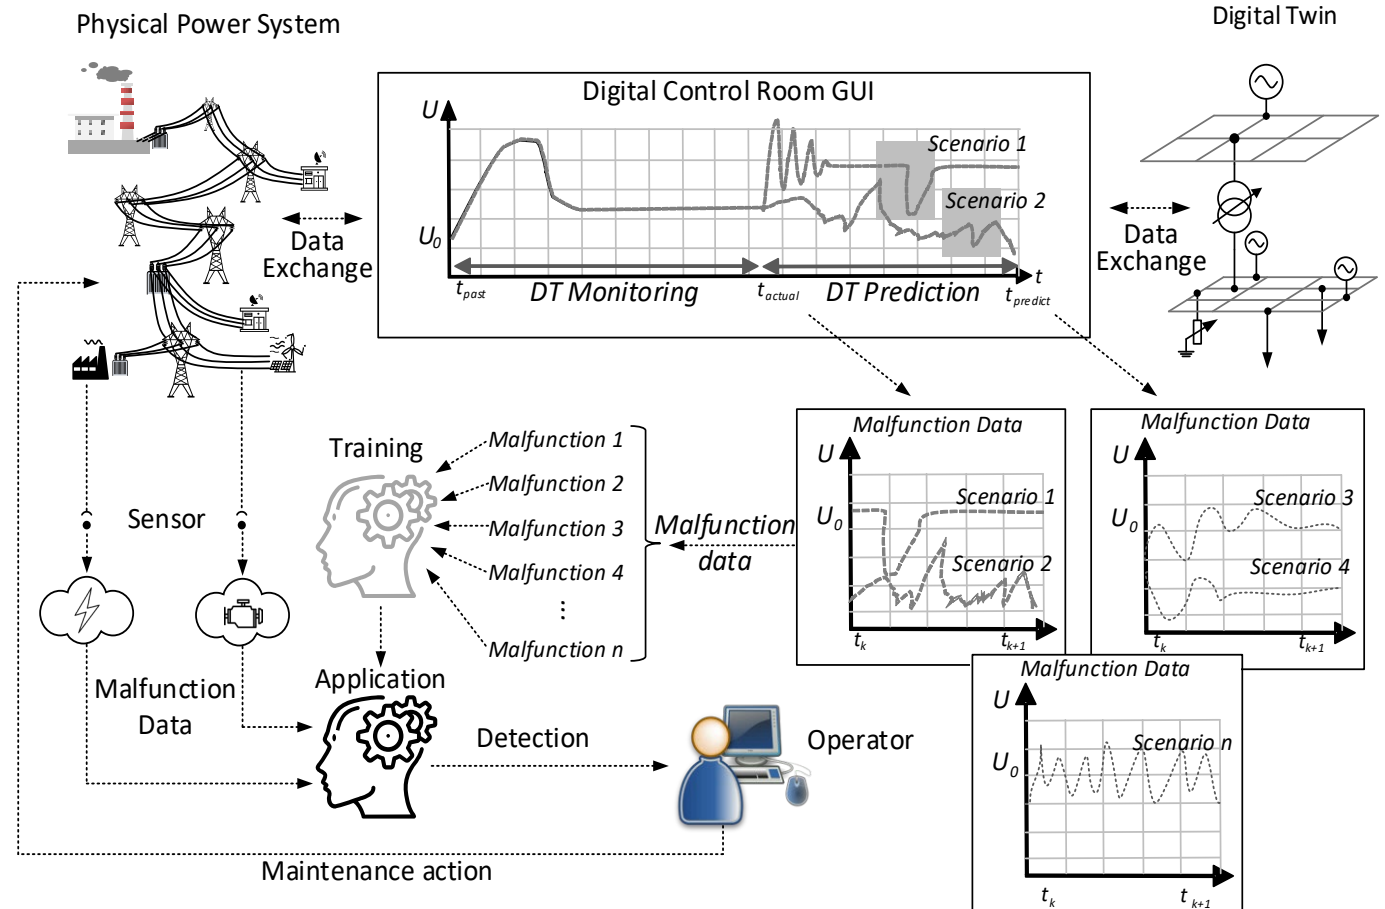 Physical Power System
Digital Twin
Digital Control Room GUI
U
Scenario 1
Scenario 2
U0
Data
Exchange
Data
Exchange
t
tpast
DT Monitoring
tactual
DT Prediction
tpredict
Training
Malfunction 1
Malfunction 2
Malfunction 3
Malfunction 4
⋮
Malfunction n
Malfunction
data
Malfunction Data
U
Scenario 1
U0
Scenario 2
tk
tk+1
Malfunction Data
U
Scenario 3
U0
Scenario 4
tk
tk+1
Sensor
Malfunction
Data
Application
Detection
Operator
Malfunction Data
U
Scenario n
U0
tk
tk+1
Maintenance action